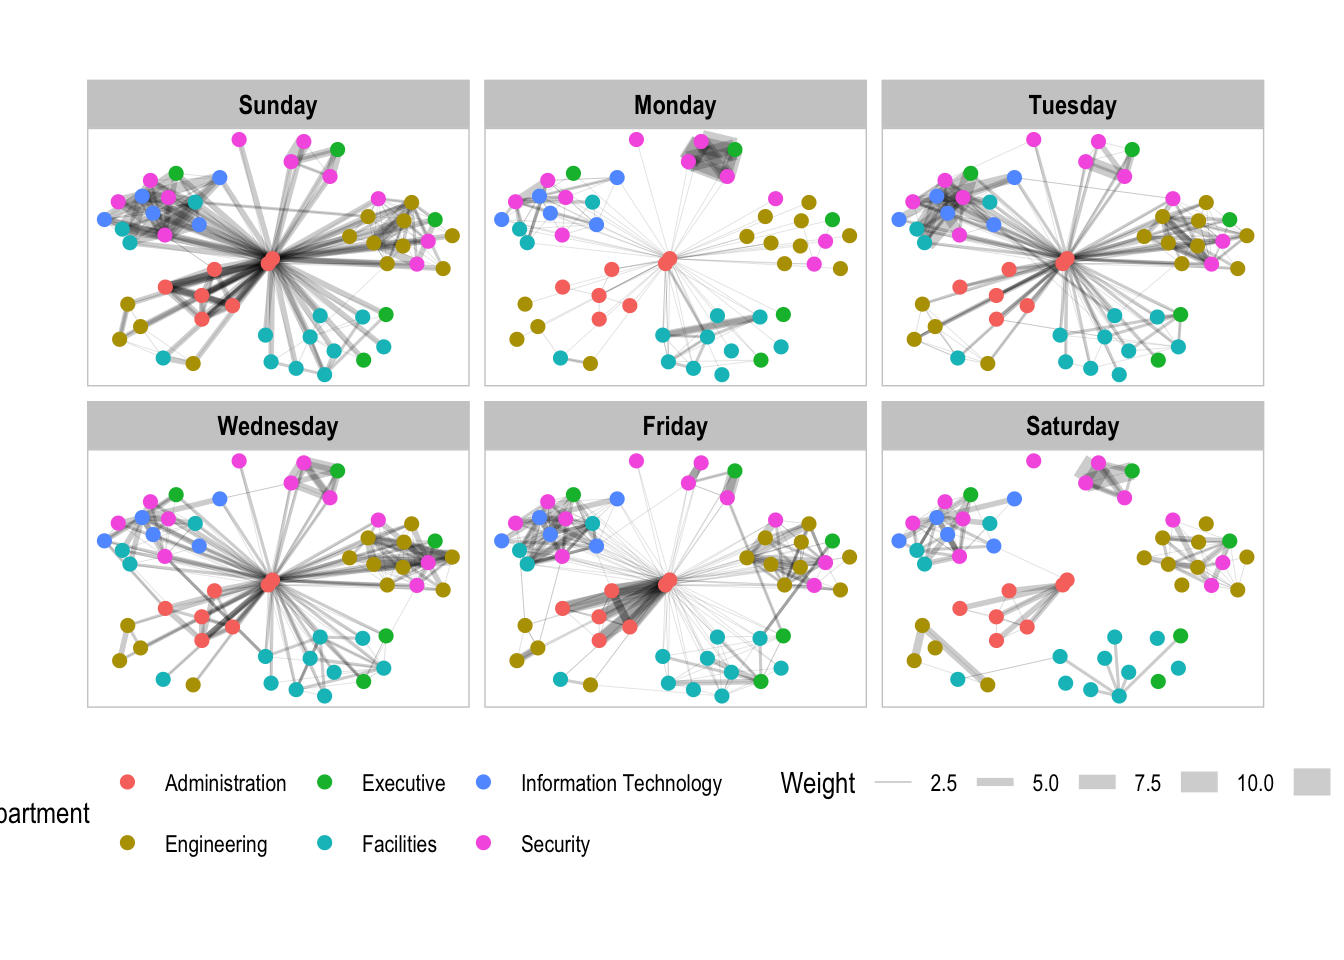 Sunday Monday Tuesday
Wednesday Friday Saturday
Administration Executive Information Technology Weight 2.5 5.0 7.5 10.0
partment
Engineering Facilities Security